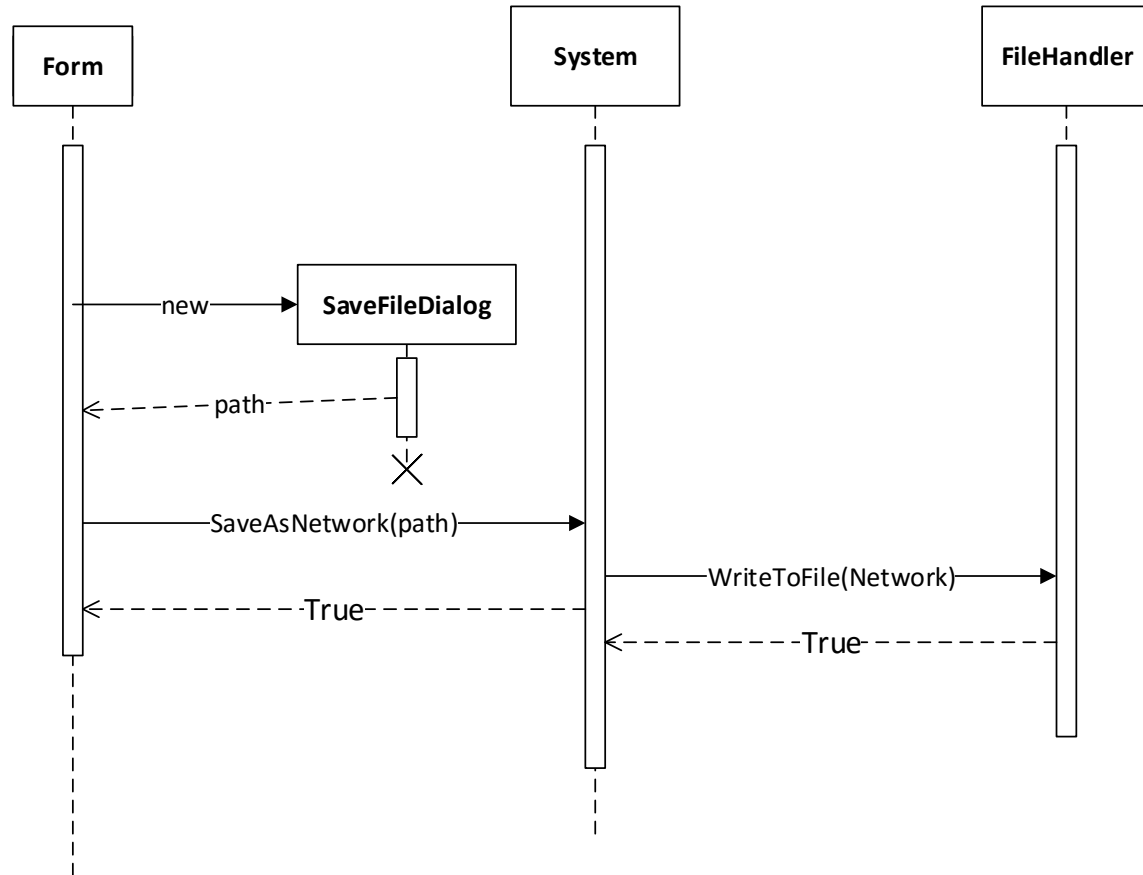 Form
System
FileHandler
new
SaveFileDialog
path
SaveAsNetwork(path)
WriteToFile(Network)
True
True